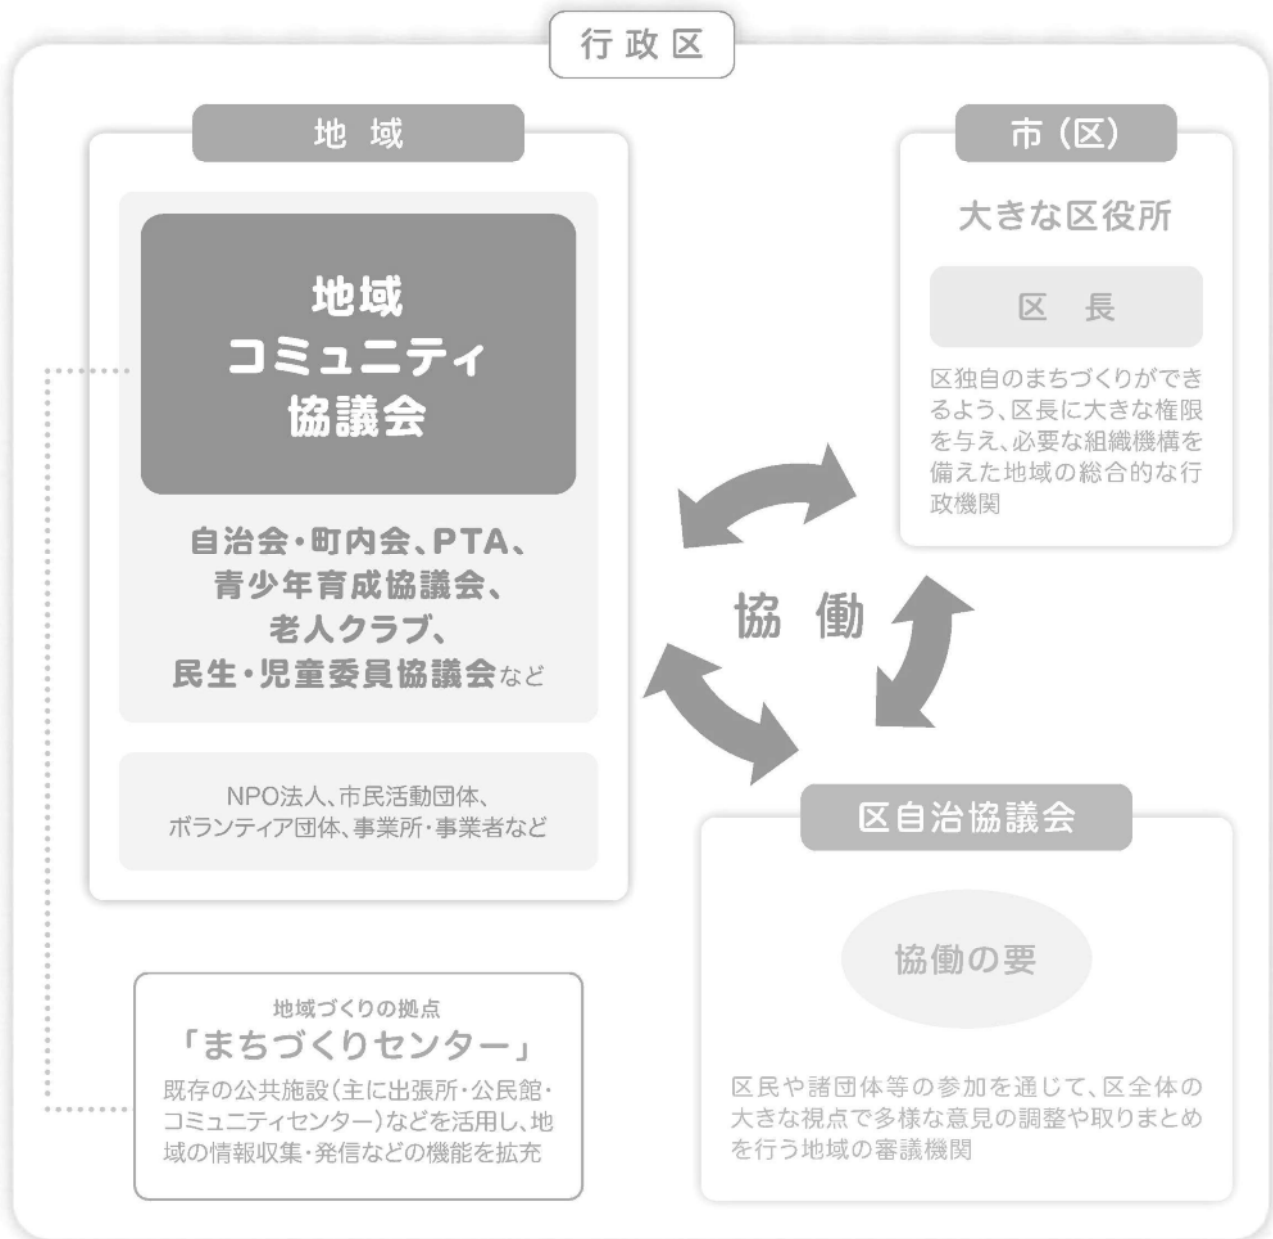 行政区
地域
地域
コミュニティ
協議会
自治会・町内会、PTA、
青少年育成協議会、
老人クラブ、
民生・児童委員協議会など
NPO法人、市民活動団体、
ボランティア団体、事業所・事業者など
地域づくりの拠点
「まちづくりセンター」
既存の公共施設(主に出張所・公民館・
コミュニティセンター)などを活用し、地
域の情報収集・発信などの機能を拡充
協働
市(区)
大きな区役所
区長
区独自のまちづくりができ
るよう、区長に大きな権限
を与え、必要な組織機構を
備えた地域の総合的な行
政機関
区自治協議会
協働の要
区民や諸団体等の参加を通じて、区全体の
大きな視点で多様な意見の調整や取りまとめ
を行う地域の審議機関